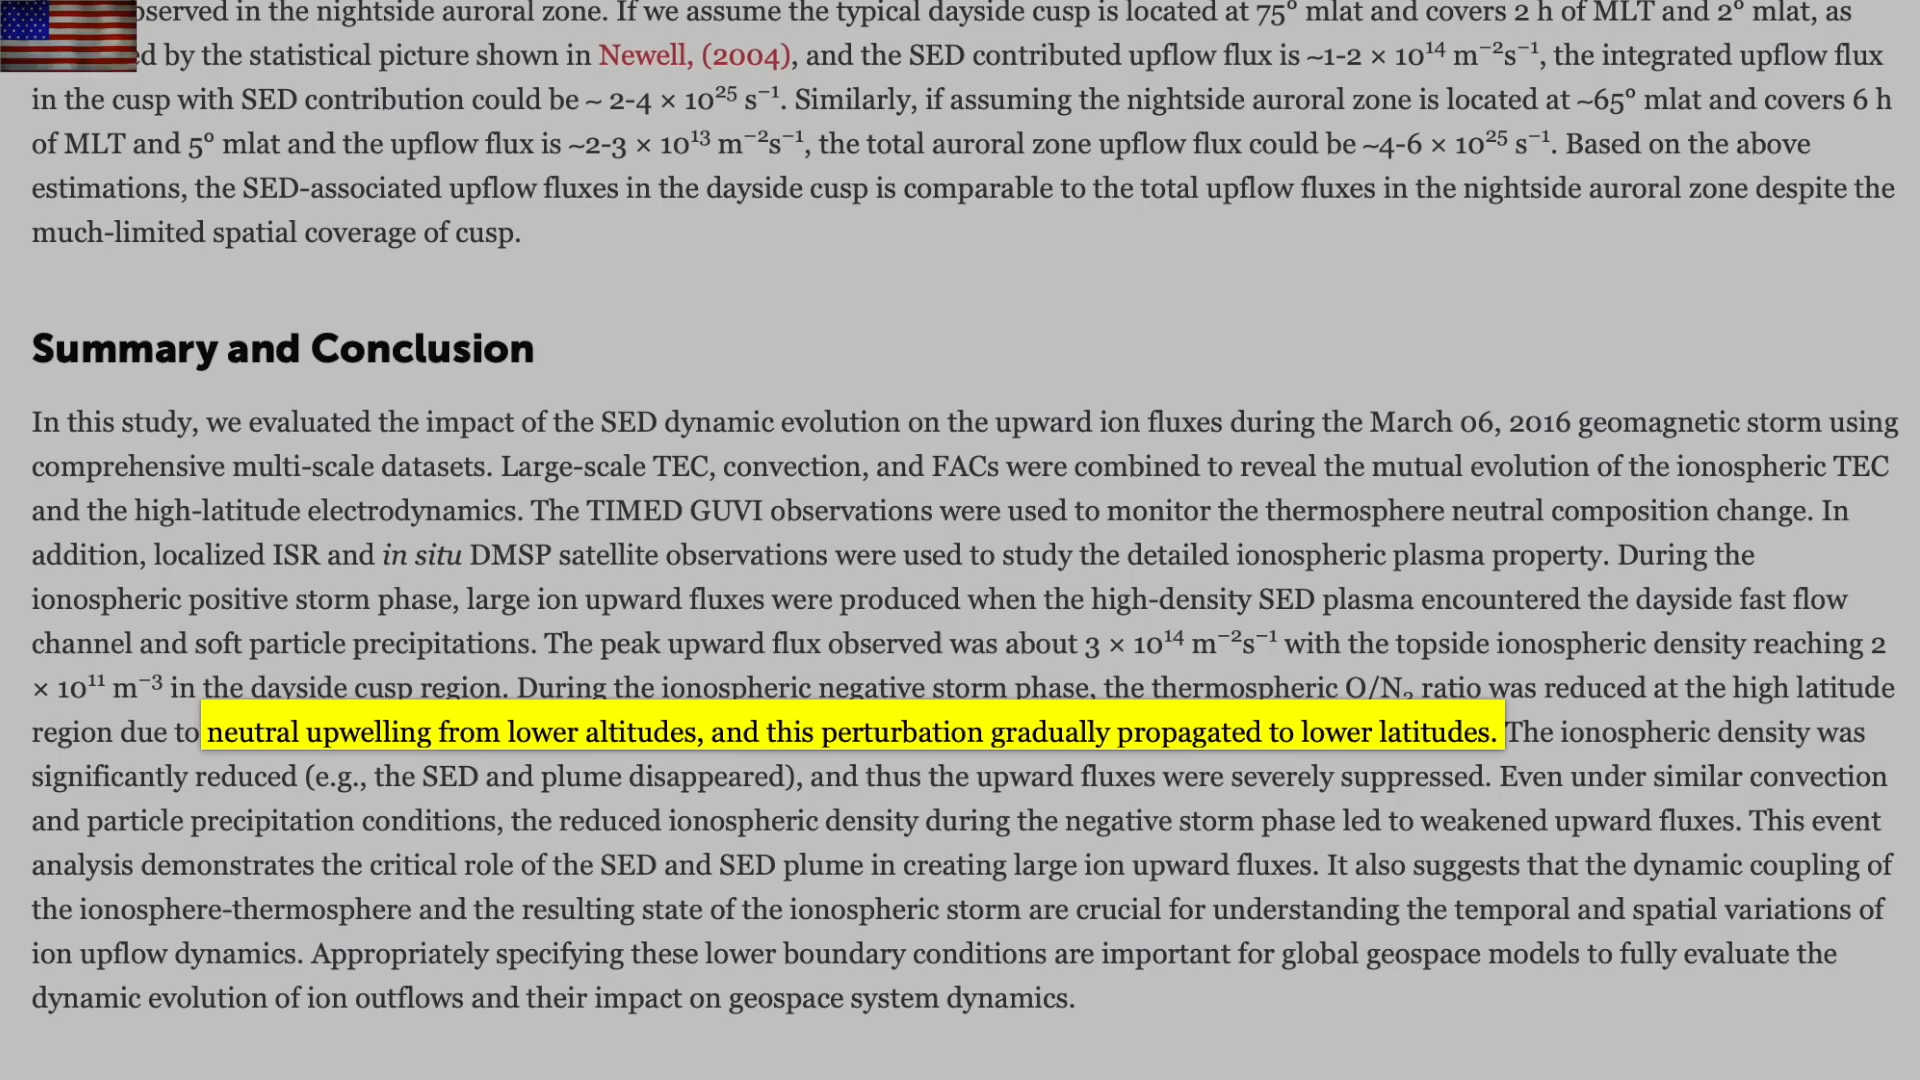 served in the nightside auroral zone. If we assume the typical dayside cusp is located at 75° mlat and covers 2 h of MLT and 2° mlat, as
d by the statistical picture shown in Newell, (2004), and the SED contributed upflow flux is ~1-2 × 10¹⁴ m⁻²s⁻¹, the integrated upflow flux
in the cusp with SED contribution could be ~ 2-4 × 10²⁵ s⁻¹. Similarly, if assuming the nightside auroral zone is located at ~65° mlat and covers 6 h
of MLT and 5° mlat and the upflow flux is ~2-3 × 10¹³ m⁻²s⁻¹, the total auroral zone upflow flux could be ~4-6 × 10²⁵ s⁻¹. Based on the above
estimations, the SED-associated upflow fluxes in the dayside cusp is comparable to the total upflow fluxes in the nightside auroral zone despite the
much-limited spatial coverage of cusp.
Summary and Conclusion
In this study, we evaluated the impact of the SED dynamic evolution on the upward ion fluxes during the March 06, 2016 geomagnetic storm using
comprehensive multi-scale datasets. Large-scale TEC, convection, and FACs were combined to reveal the mutual evolution of the ionospheric TEC
and the high-latitude electrodynamics. The TIMED GUVI observations were used to monitor the thermosphere neutral composition change. In
addition, localized ISR and in situ DMSP satellite observations were used to study the detailed ionospheric plasma property. During the
ionospheric positive storm phase, large ion upward fluxes were produced when the high-density SED plasma encountered the dayside fast flow
channel and soft particle precipitations. The peak upward flux observed was about 3 × 10¹⁴ m⁻²s⁻¹ with the topside ionospheric density reaching 2
× 10¹¹ m⁻³ in the dayside cusp region. During the ionospheric negative storm phase, the thermospheric O/N₂ ratio was reduced at the high latitude
region due to neutral upwelling from lower altitudes, and this perturbation gradually propagated to lower latitudes. The ionospheric density was
significantly reduced (e.g., the SED and plume disappeared), and thus the upward fluxes were severely suppressed. Even under similar convection
and particle precipitation conditions, the reduced ionospheric density during the negative storm phase led to weakened upward fluxes. This event
analysis demonstrates the critical role of the SED and SED plume in creating large ion upward fluxes. It also suggests that the dynamic coupling of
the ionosphere-thermosphere and the resulting state of the ionospheric storm are crucial for understanding the temporal and spatial variations of
ion upflow dynamics. Appropriately specifying these lower boundary conditions are important for global geospace models to fully evaluate the
dynamic evolution of ion outflows and their impact on geospace system dynamics.